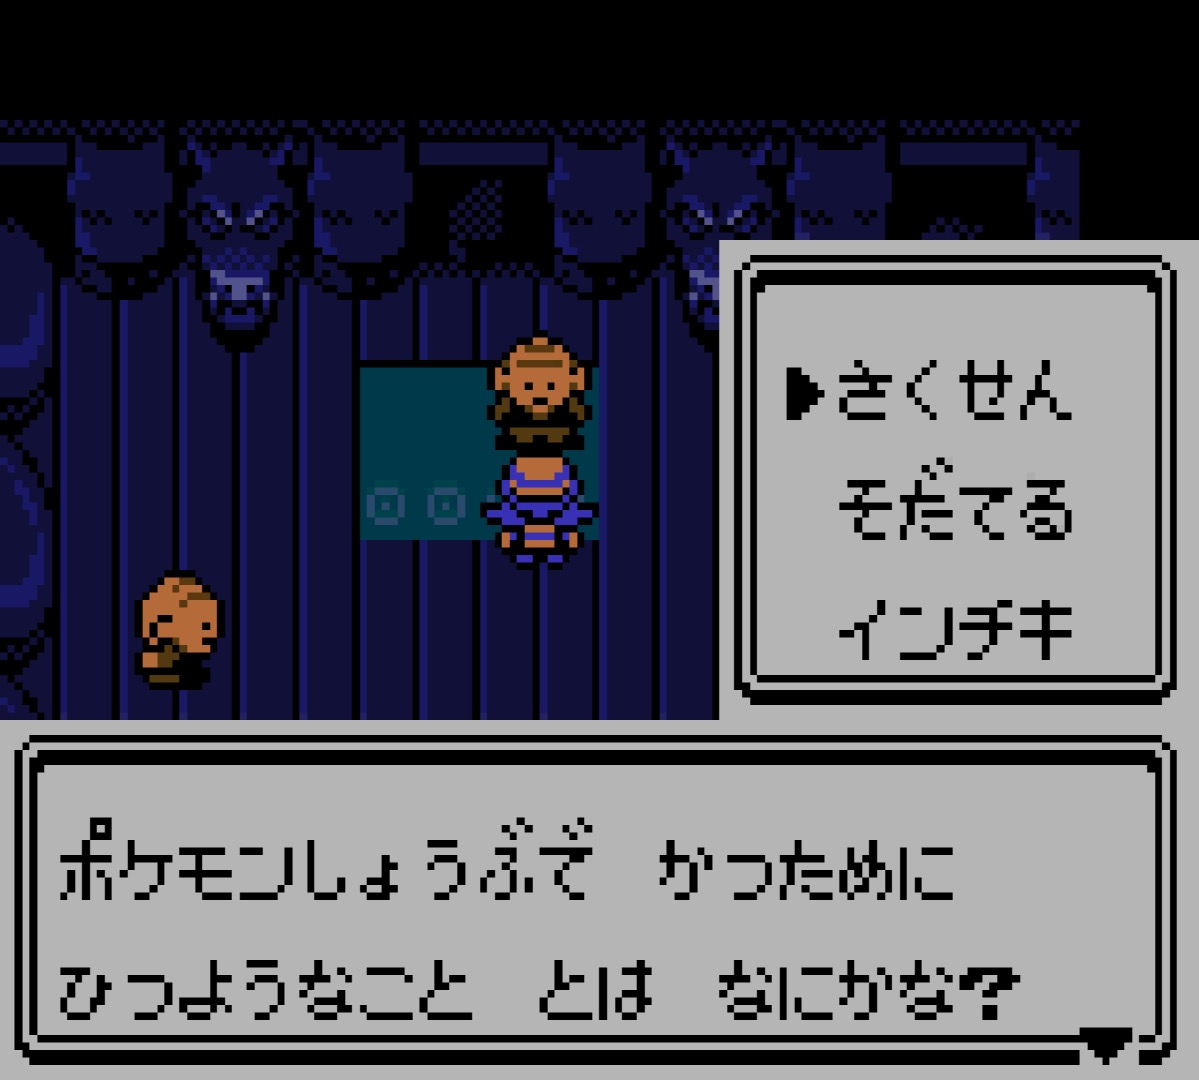 さくせん
そだてる
インチキ
ポケモンしょうぶで　かつために
ひつようなこと　とは　なにかな?